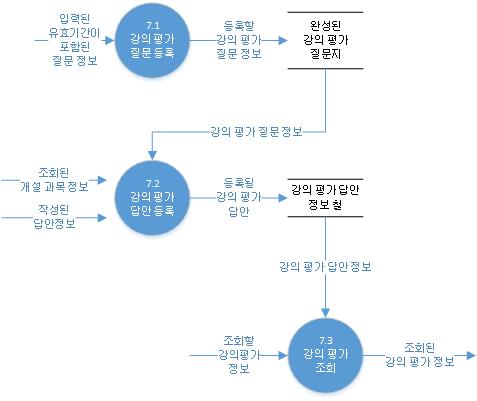 입력된
유효기간이
포함된
질문 정보
7.1
강의 평가
질문 등록
등록할
강의 평가
질문 정보
완성된
강의 평가
질문지
강의 평가 질문 정보
조회된
개설 과목 정보
작성된
답안정보
7.2
강의 평가
답안 등록
등록될
강의 평가
답안
강의 평가 답안
정보 철
강의 평가 답안 정보
조회할
강의평가
정보
7.3
강의 평가
조회
조회된
강의 평가 정보